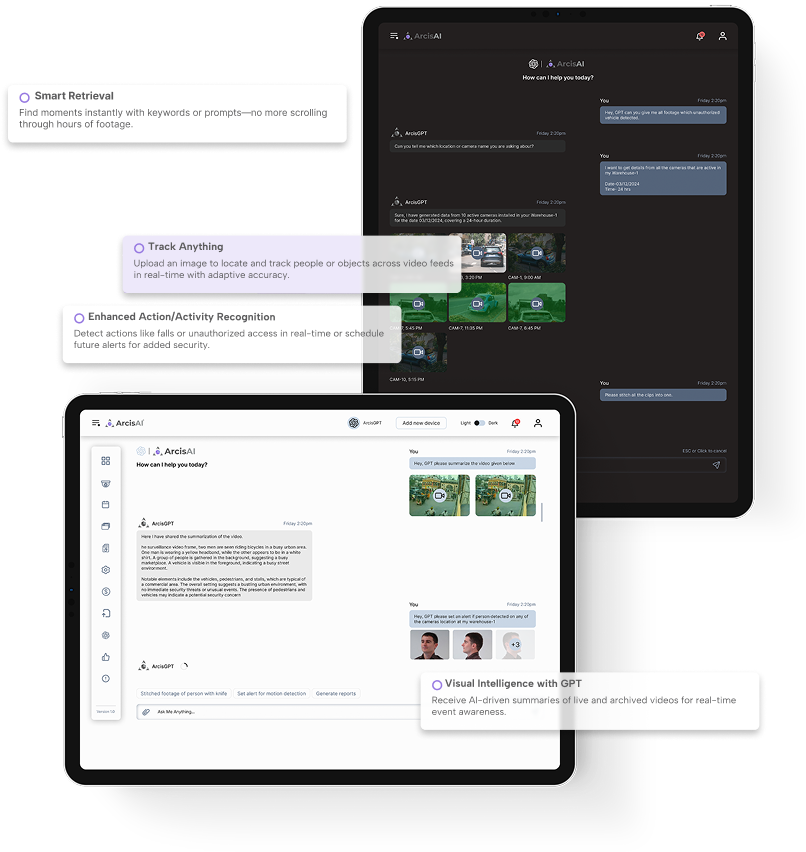 ArcisAI
ArcisAI
How can I help you today?
Smart Retrieval
Find moments instantly with keywords or prompts—no more scrolling
through hours of footage.
You
Friday 2:20pm
Hey, GPT can you give me all footage which unauthorized
vehicle detected.
ArcisGPT
Friday 2:20pm
Can you tell me which location or camera name you are asking about?
You
Friday 2:20pm
I want to get details from all the cameras that are active in
my Warehouse-1
Date-03/12/2024
Time- 24 hrs
ArcisGPT
Friday 2:20pm
Sure, I have generated data from 10 active cameras installed in your Warehouse-1
for the date 03/12/2024, covering a 24-hour duration.
Track Anything
Upload an image to locate and track people or objects across video feeds
in real-time with adaptive accuracy.
3:20 PM
CAM-1, 9:00 AM
Enhanced Action/Activity Recognition
Detect actions like falls or unauthorized access in real-time or schedule
future alerts for added security.
5:45 PM
CAM-7, 11:35 PM
CAM-7, 6:45 PM
CAM-10, 5:15 PM
You
Friday 2:20pm
Please stitch all the clips into one.
ESC or Click to cancel
ArcisAI
ArcisGPT
Add new device
Light
Dark
ArcisAI
How can I help you today?
You
Friday 2:20pm
Hey, GPT please summarize the video given below
ArcisGPT
Friday 2:20pm
Here I have shared the summarization of the video.
he surveillance video frame, two men are seen riding bicycles in a busy urban area.
One man is wearing a yellow headband, while the other appears to be in a white
shirt. A group of people is gathered in the background, suggesting a busy
marketplace. A vehicle is visible in the foreground, indicating a busy street
environment.
Notable elements include the vehicles, pedestrians, and stalls, which are typical of
a commercial area. The overall setting suggests a bustling urban environment, with
no immediate security threats or unusual events. The presence of pedestrians and
vehicles may indicate a potential security concern
You
Friday 2:20pm
Hey, GPT please set an alert if person detected on any of
the cameras location at my warehouse-1
+3
ArcisGPT
Visual Intelligence with GPT
Receive AI-driven summaries of live and archived videos for real-time
event awareness.
Stitched footage of person with knife
Set alert for motion detection
Generate reports
Ask Me Anything...